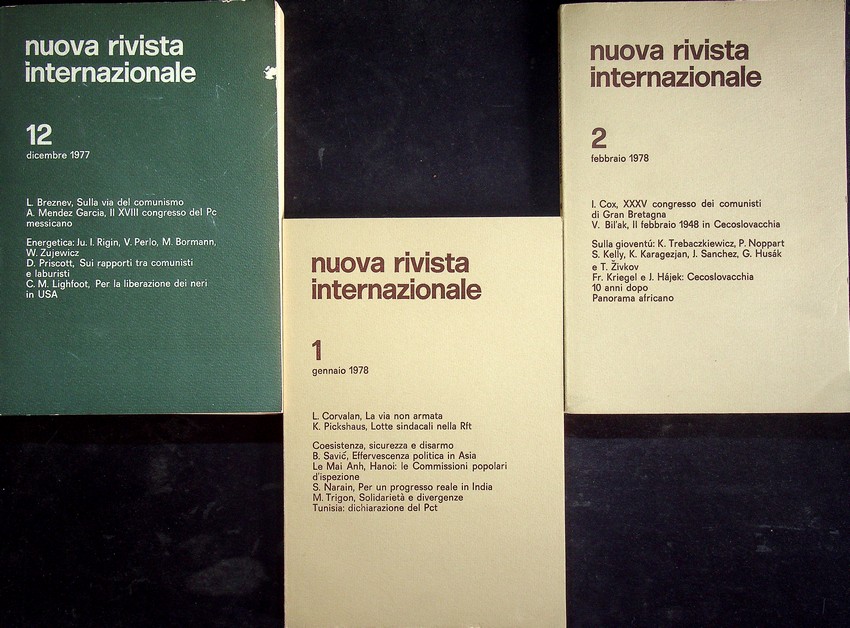 nuova rivista
internazionale
12
dicembre 1977
L. Breznev, Sulla via del comunismo
A. Mendez Garcia, Il XVIII congresso del Pc
messicano
Energetica: Ju. I. Rigin, V. Perlo, M. Bormann,
W. Zujewicz
D. Priscott, Sui rapporti tra comunisti
e laburisti
C. M. Lighfoot, Per la liberazione dei neri
in USA
nuova rivista
internazionale
1
gennaio 1978
L. Corvalan, La via non armata
K. Pickshaus, Lotte sindacali nella Rft
Coesistenza, sicurezza e disarmo
B. Savić, Effervescenza politica in Asia
Le Mai Anh, Hanoi: le Commissioni popolari
d'ispezione
S. Narain, Per un progresso reale in India
M. Trigon, Solidarietà e divergenze
Tunisia: dichiarazione del Pct
nuova rivista
internazionale
2
febbraio 1978
I. Cox, XXXV congresso dei comunisti
di Gran Bretagna
V. Bil'ak, Il febbraio 1948 in Cecoslovacchia
Sulla gioventú: K. Trebaczkiewicz, P. Noppart
S. Kelly, K. Karagezjan, J. Sanchez, G. Husák
e T. Živkov
Fr. Kriegel e J. Hájek: Cecoslovacchia
10 anni dopo
Panorama africano